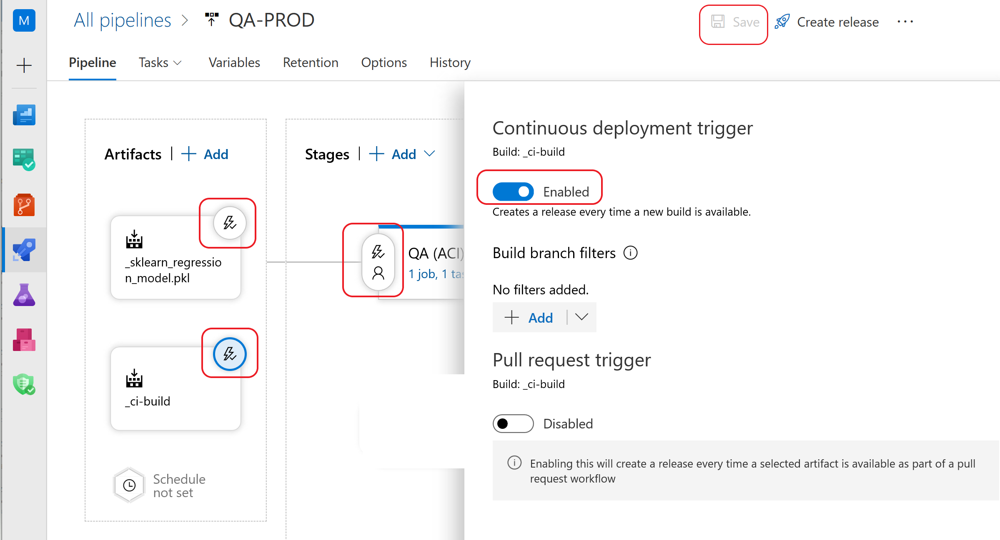 M
All pipelines > QA-PROD
Save
Create release
...
Pipeline
Tasks
Variables
Retention
Options
History
Artifacts | + Add
Stages | + Add
_sklearn_regressio
n_model.pkl
_ci-build
Schedule
not set
QA (ACI)
1 job, 1 tas
Continuous deployment trigger
Build: _ci-build
Enabled
Creates a release every time a new build is available.
Build branch filters
No filters added.
+ Add
Pull request trigger
Build: _ci-build
Disabled
Enabling this will create a release every time a selected artifact is available as part of a pull
request workflow